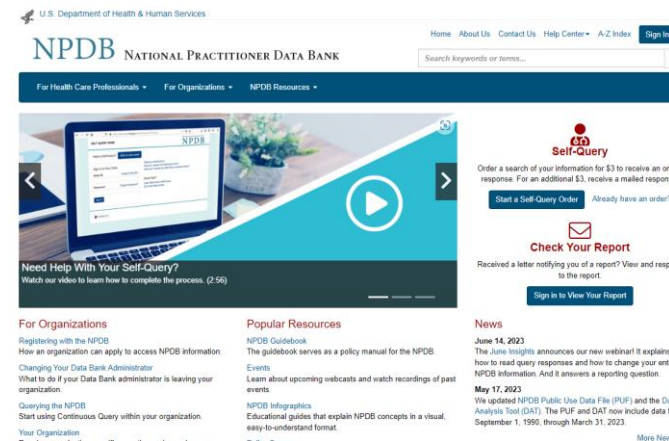 U.S. Department of Health & Human Services
Home About Us Contact Us Help Center A-Z Index Sign In
NPDB NATIONAL PRACTITIONER DATA BANK
Search keywords or terms...
For Health Care Professionals For Organizations NPDB Resources
NPDB
Need Help With Your Self-Query?
Watch our video to learn how to complete the process. (2:56)
Self-Query
Order a search of your information for $3 to receive an
response. For an additional $3, receive a mailed
Start a Self-Query Order Already have an order?
Check Your Report
Received a letter notifying you of a report? View and
to the report.
Sign in to View Your Report
For Organizations
Registering with the NPDB
How an organization can apply to access NPDB information.
Changing Your Data Bank Administrator
What to do if your Data Bank administrator is leaving your
organization.
Querying the NPDB
Start using Continuous Query within your organization.
Your Organization
Popular Resources
NPDB Guidebook
The guidebook serves as a policy manual for the NPDB.
Events
Learn about upcoming webcasts and watch recordings of past
events.
NPDB Infographics
Educational guides that explain NPDB concepts in a visual,
easy-to-understand format.
News
June 14, 2023
The June Insights announces our new webinar! It explains
how to read query responses and how to change your
NPDB information. And it answers a reporting question.
May 17, 2023
We updated NPDB Public Use Data File (PUF) and the
Analysis Tool (DAT). The PUF and DAT now include data
September 1, 1990, through March 31, 2023.
More